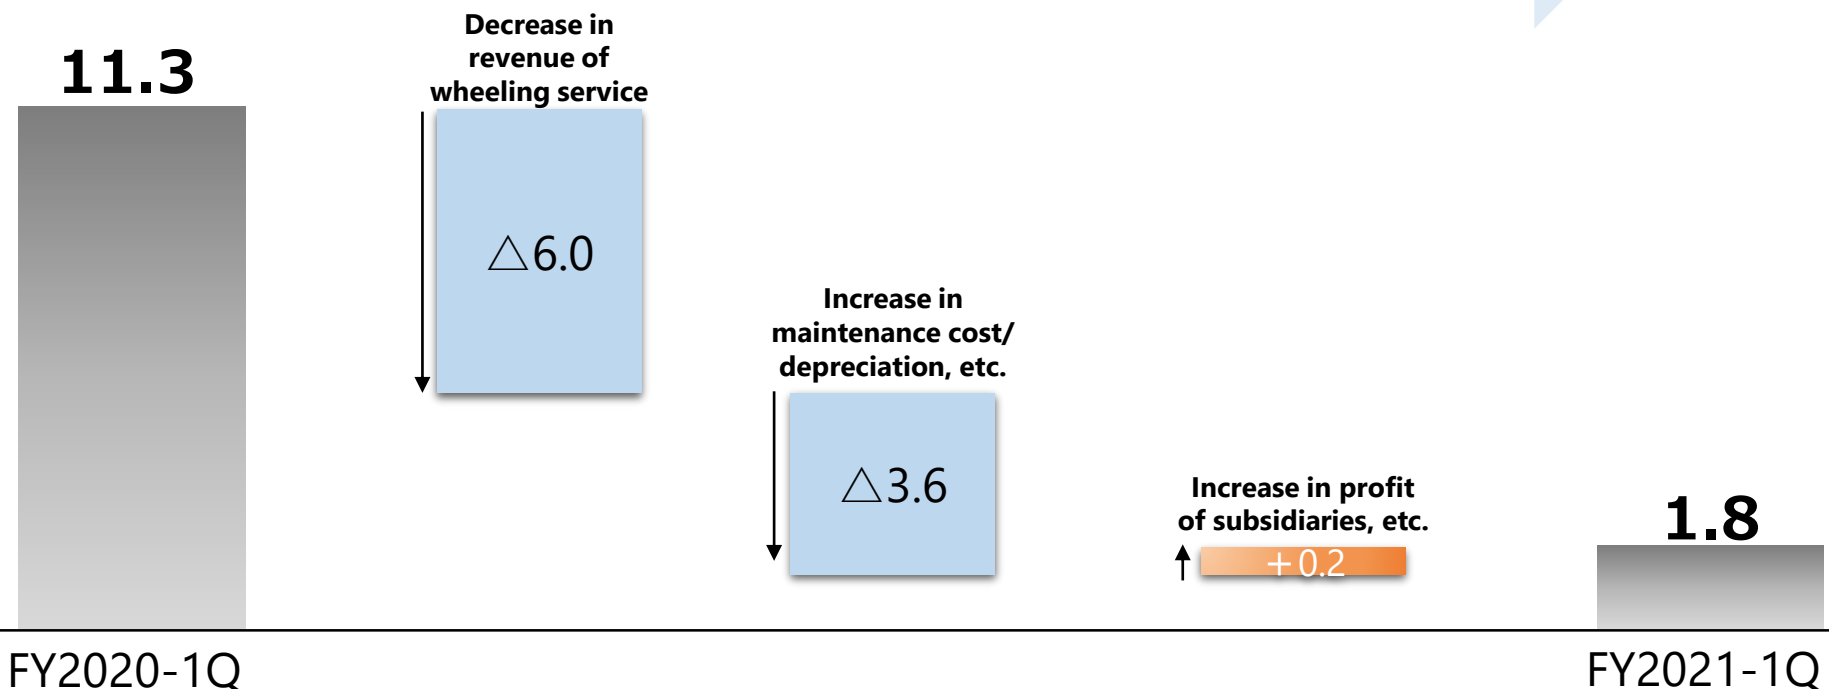 11.3
Decrease in
revenue of
wheeling service
△6.0
Increase in
maintenance cost/
depreciation, etc.
△3.6
Increase in profit
of subsidiaries, etc.
+0.2
1.8
FY2020-1Q
FY2021-1Q